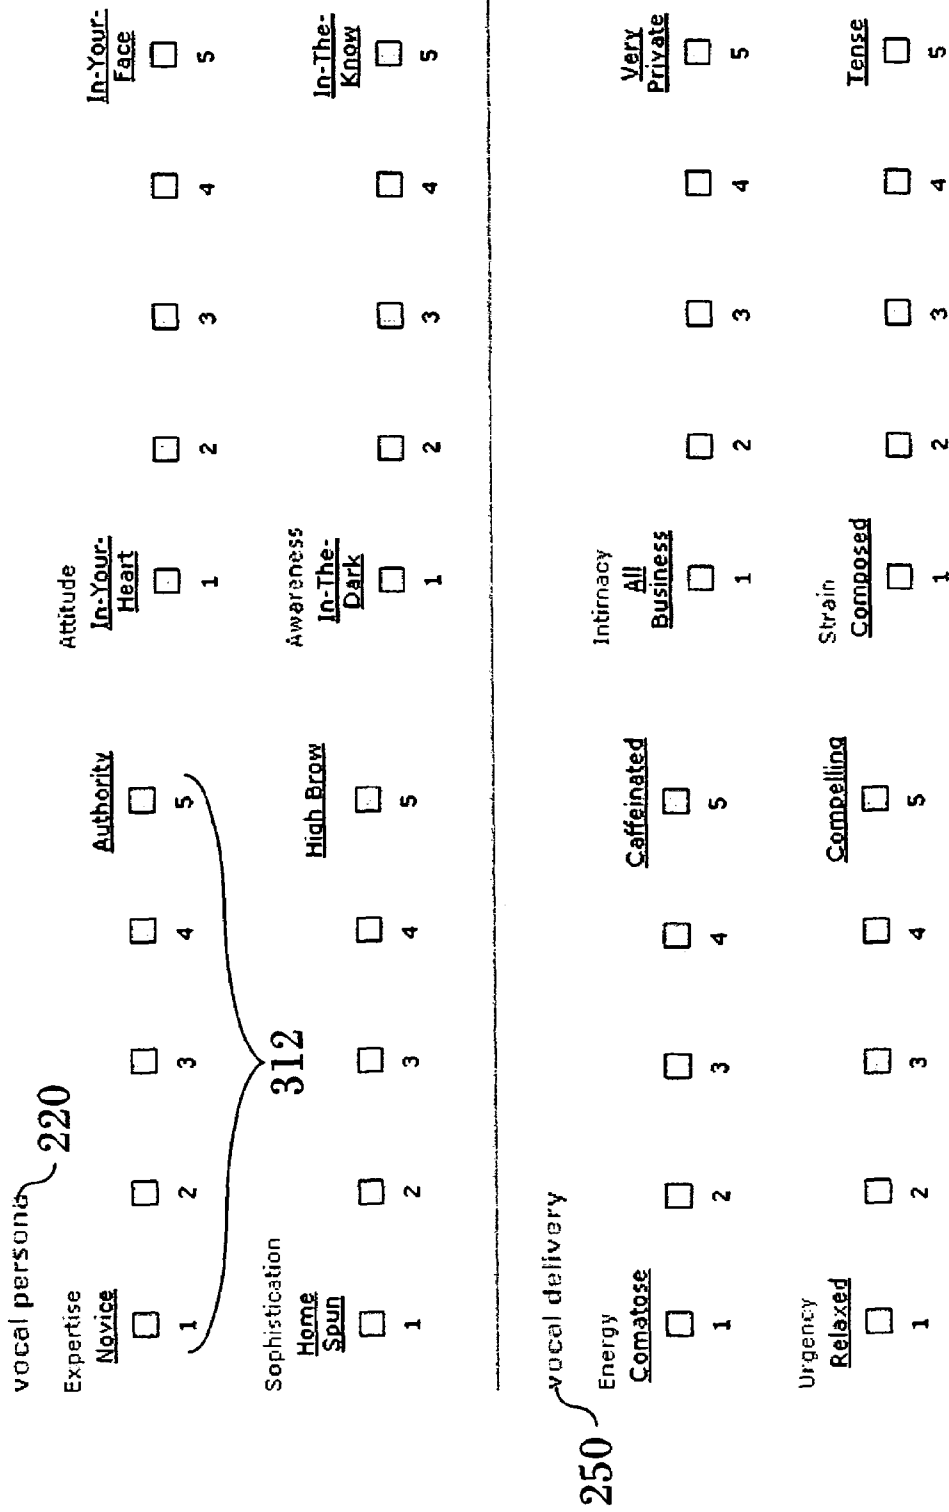 vocal persona
220
Expertise
Attitude
Novice
Authority
In-Your-
Heart
In-Your-
Face
1 2 3 4 5
1 2 3 4 5
312
Sophistication
Awareness
Home
Spun
High Brow
In-The-
Dark
In-The-
Know
1 2 3 4 5
1 2 3 4 5
vocal delivery
250
Energy
Intimacy
Comatose
Caffeinated
All
Business
Very
Private
1 2 3 4 5
1 2 3 4 5
Urgency
Strain
Relaxed
Compelling
Composed
Tense
1 2 3 4 5
1 2 3 4 5